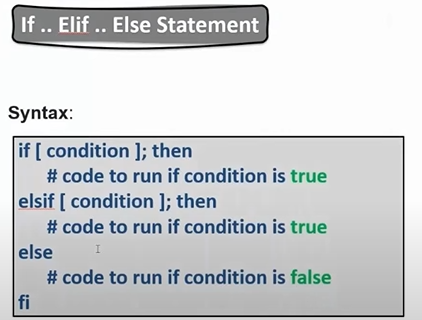 If .. Elif .. Else Statement
Syntax:
if [ condition ]; then
# code to run if condition is true
elsif [ condition ]; then
# code to run if condition is true
else
# code to run if condition is false
fi